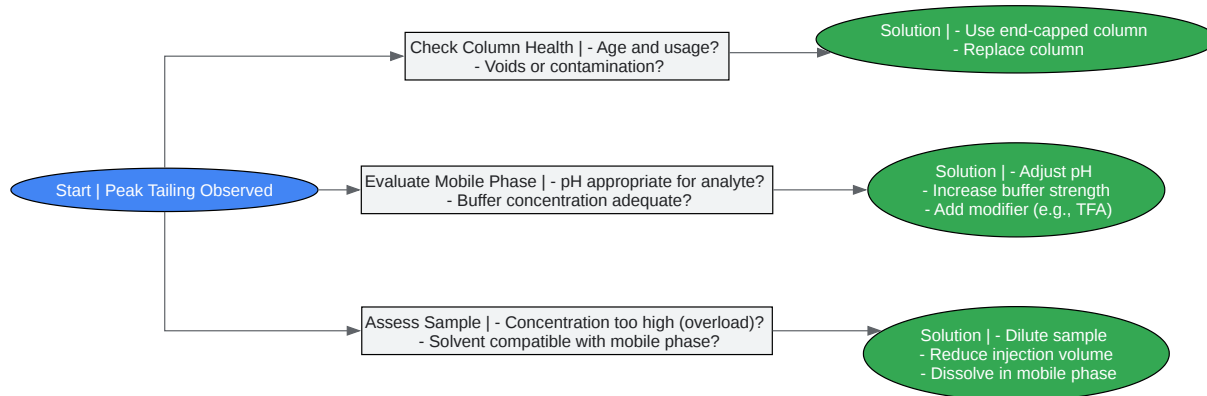 Check Column Health | - Age and usage?
- Voids or contamination?
Solution | - Use end-capped column
- Replace column
Start | Peak Tailing Observed
Evaluate Mobile Phase | - pH appropriate for analyte?
- Buffer concentration adequate?
Solution | - Adjust pH
- Increase buffer strength
- Add modifier (e.g., TFA)
Assess Sample | - Concentration too high (overload)?
- Solvent compatible with mobile phase?
Solution | - Dilute sample
- Reduce injection volume
- Dissolve in mobile phase